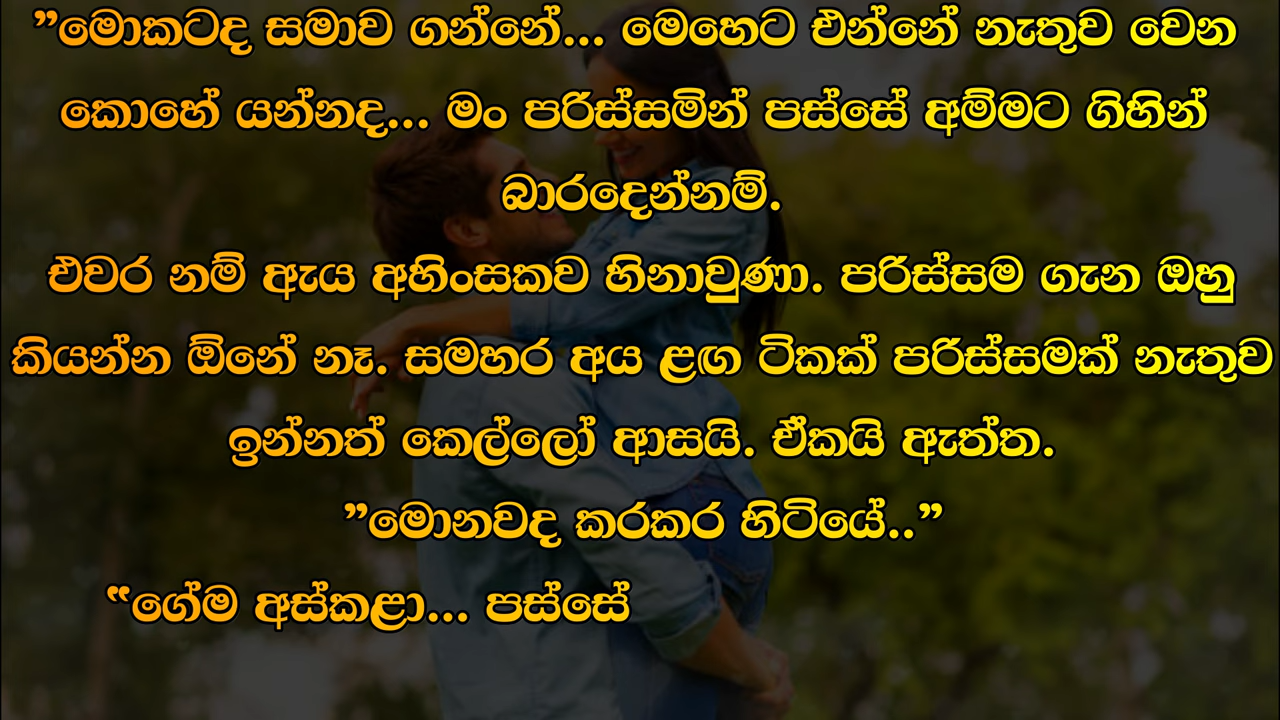 ”මොකටද සමාව ගන්නේ... මෙහෙට එන්නේ නැතුව වෙන
කොහේ යන්නද... මං පරිස්සමින් පස්සේ අම්මට ගිහින්
බාරදෙන්නම්.
එවර නම් ඇය අහිංසකව හිනාවුණා. පරිස්සම ගැන ඔහු
කියන්න ඕනේ නෑ. සමහර අය ළඟ ටිකක් පරිස්සමක් නැතුව
ඉන්නත් කෙල්ලෝ ආසයි. ඒකයි ඇත්ත.
”මොනවද කරකර හිටියේ..”
“ගේම අස්කළා... පස්සේ